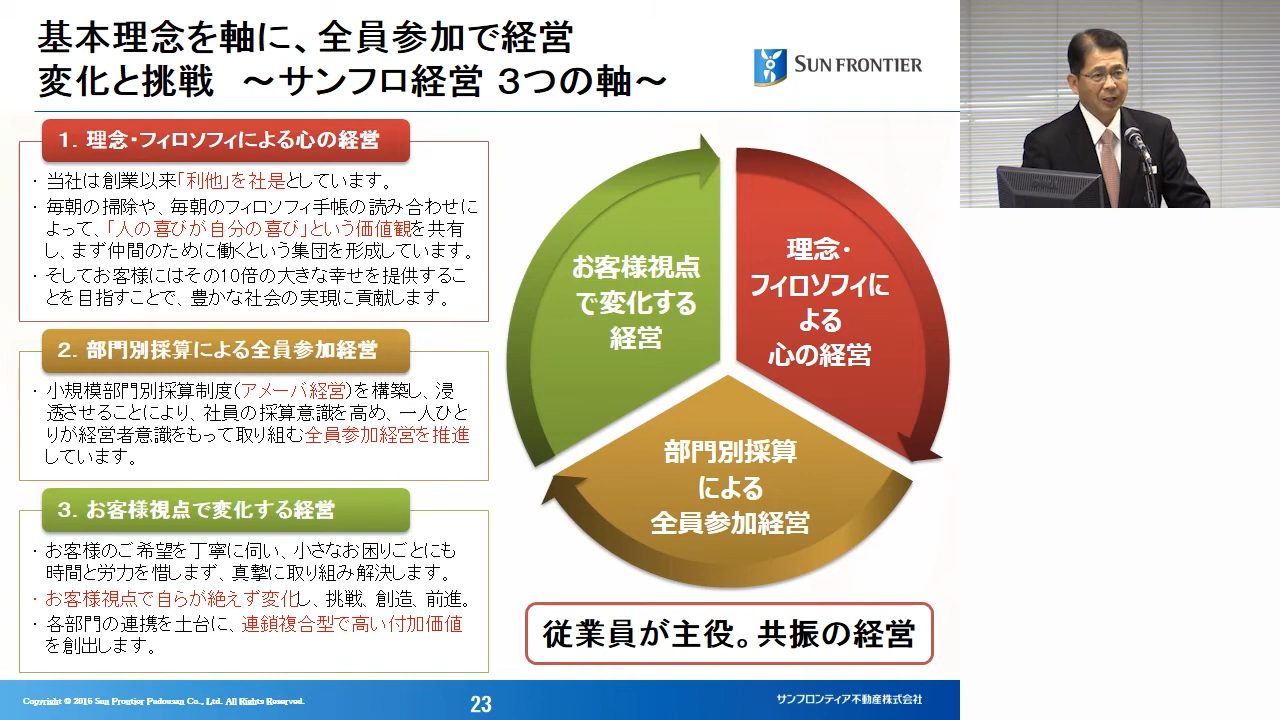 基本理念を軸に、全員参加で経営
変化と挑戦　～サンフロ経営 3つの軸～
SUN FRONTIER
1. 理念・フィロソフィによる心の経営
・ 当社は創業以来「利他」を社是としています。
・ 毎朝の掃除や、毎朝のフィロソフィ手帳の読み合わせに
よって、「人の喜びが自分の喜び」という価値観を共有
し、まず仲間のために働くという集団を形成しています。
・ そしてお客様にはその10倍の大きな幸せを提供するこ
とを目指すことで、豊かな社会の実現に貢献します。
2. 部門別採算による全員参加経営
・ 小規模部門別採算制度(アメーバ経営)を構築し、浸
透させることにより、社員の採算意識を高め、一人ひと
りが経営者意識をもって取り組む全員参加経営を推進
しています。
3. お客様視点で変化する経営
・ お客様のご希望を丁寧に伺い、小さなお困りごとにも
時間と労力を惜しまず、真摯に取り組み解決します。
・ お客様視点で自らが絶えず変化し、挑戦、創造、前進。
・ 各部門の連携を土台に、連鎖複合型で高い付加価値
を創出します。
お客様視点
で変化する
経営
理念・
フィロソフィに
よる
心の経営
部門別採算
による
全員参加経営
従業員が主役。共振の経営
Copyright © 2016 Sun Frontier Fudousan Co., Ltd. All Rights Reserved.
23
サンフロンティア不動産株式会社